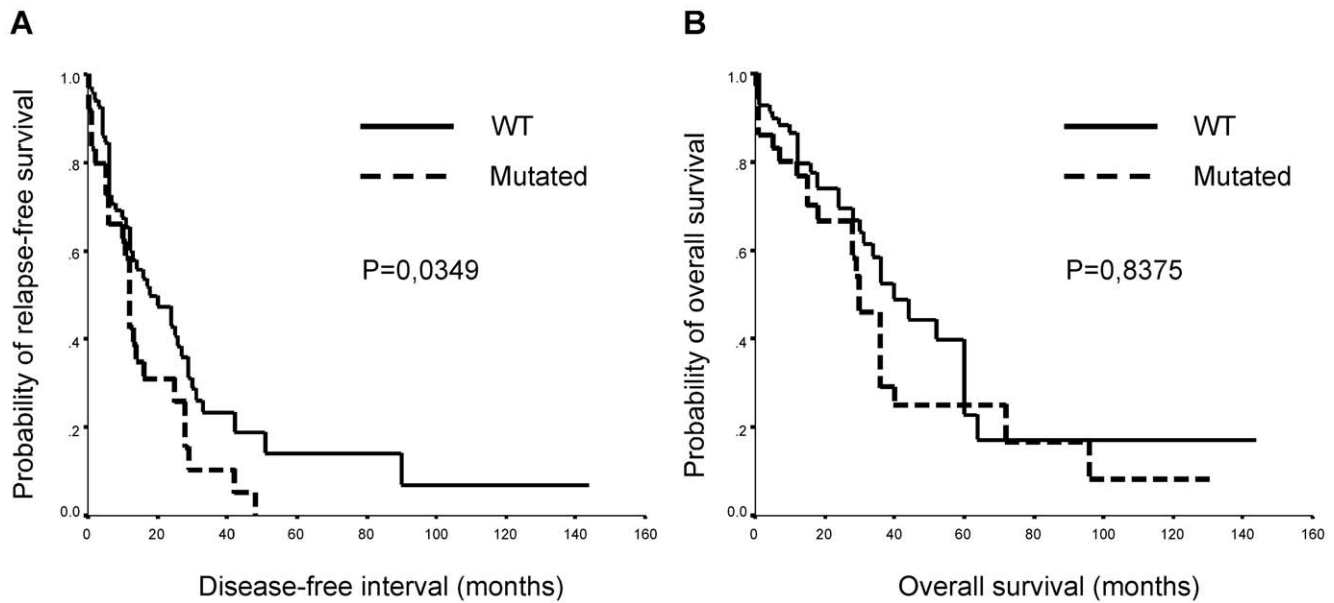 A
Probability of relapse-free survival
1.0
.8
.6
.4
.2
0.0
WT
Mutated
P=0,0349
0 20 40 60 80 100 120 140 160
Disease-free interval (months)
B
Probability of overall survival
1.0
.8
.6
.4
.2
0.0
WT
Mutated
P=0,8375
0 20 40 60 80 100 120 140 160
Overall survival (months)